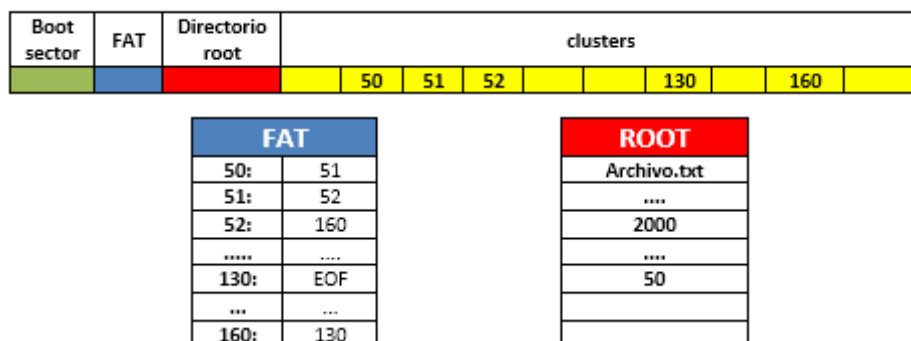 Boot sector FAT Directorio root clusters
50 51 52 130 160
FAT ROOT
50: 51 Archivo.txt
51: 52 ....
52: 160 2000
..... .... ....
130: EOF 50
... ...
160: 130